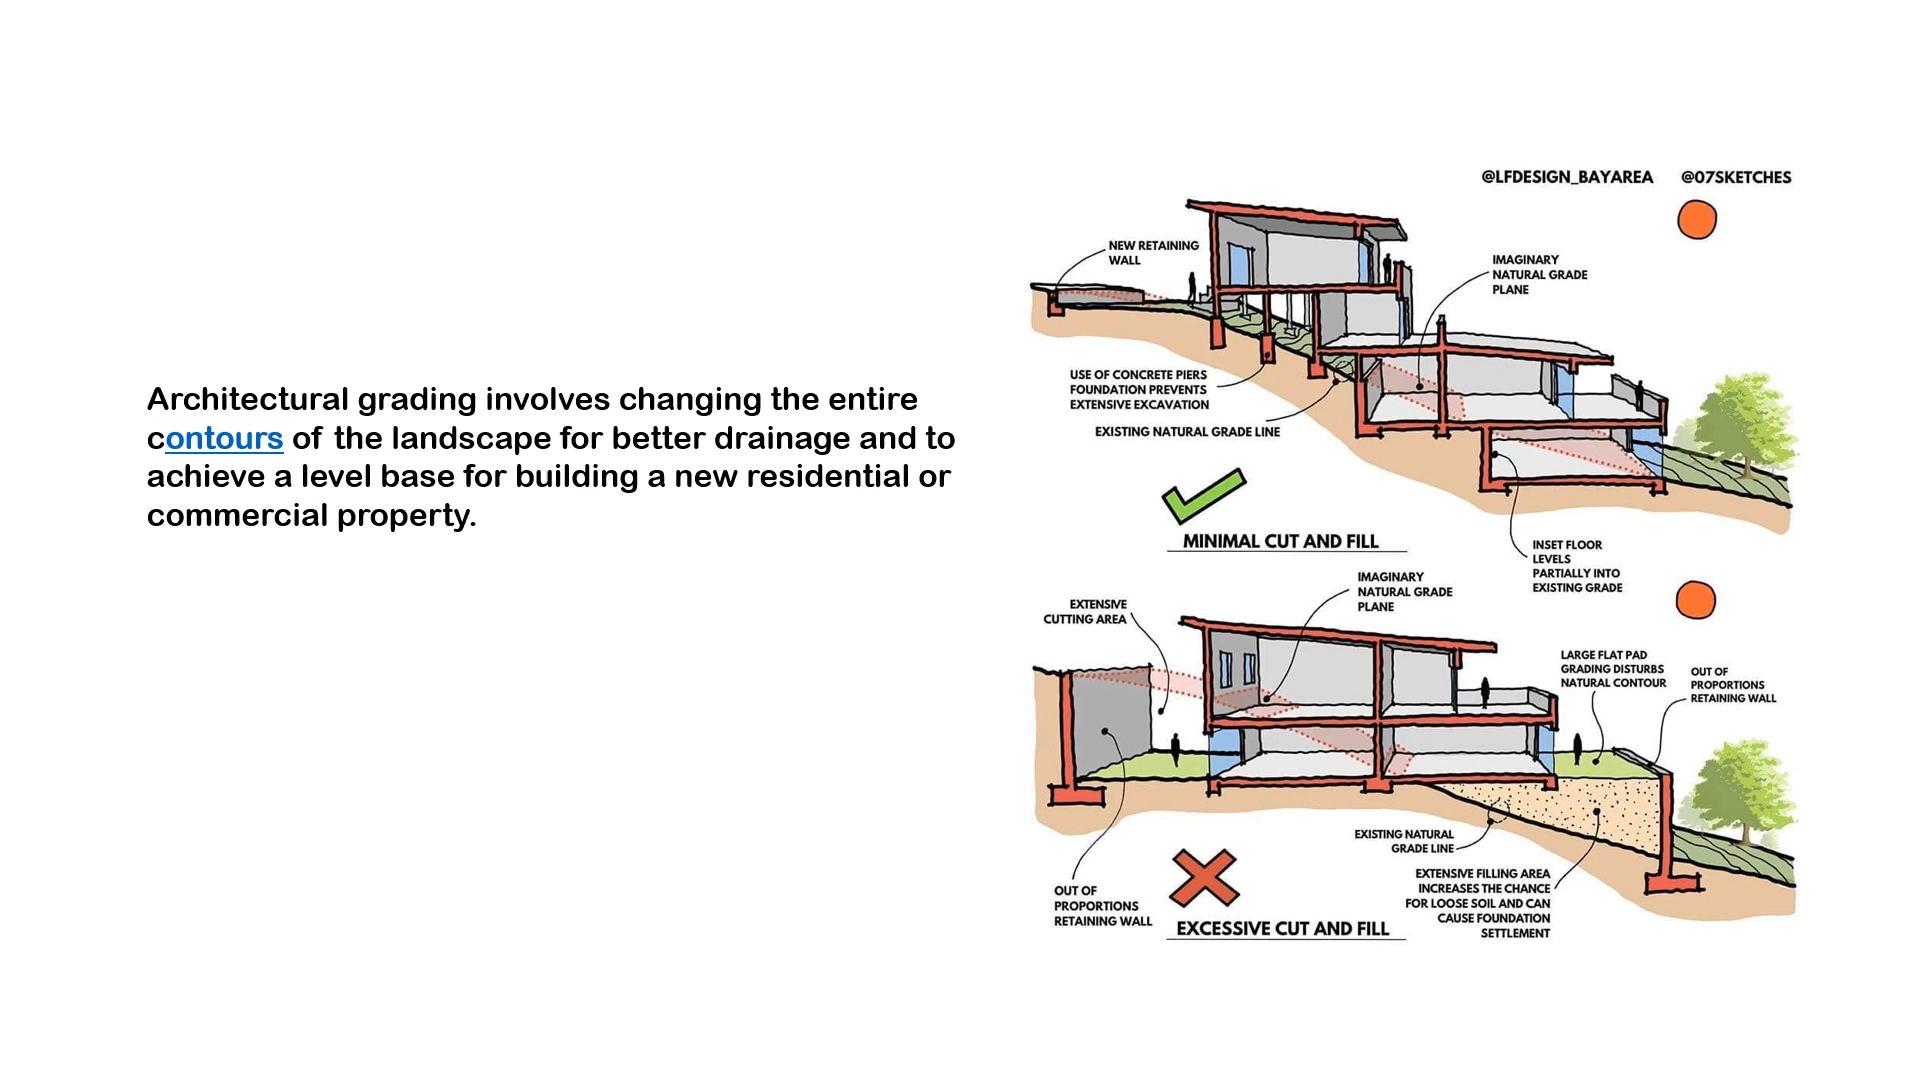 Architectural grading involves changing the entire
contours of the landscape for better drainage and to
achieve a level base for building a new residential or
commercial property.
@LFDESIGN_BAYAREA @07SKETCHES
NEW RETAINING
WALL
IMAGINARY
NATURAL GRADE
PLANE
USE OF CONCRETE PIERS
FOUNDATION PREVENTS
EXTENSIVE EXCAVATION
EXISTING NATURAL GRADE LINE
MINIMAL CUT AND FILL
INSET FLOOR
LEVELS
PARTIALLY INTO
EXISTING GRADE
IMAGINARY
NATURAL GRADE
PLANE
EXTENSIVE
CUTTING AREA
LARGE FLAT PAD
GRADING DISTURBS
NATURAL CONTOUR
OUT OF
PROPORTIONS
RETAINING WALL
EXISTING NATURAL
GRADE LINE
EXTENSIVE FILLING AREA
INCREASES THE CHANCE
FOR LOOSE SOIL AND CAN
CAUSE FOUNDATION
SETTLEMENT
OUT OF
PROPORTIONS
RETAINING WALL
EXCESSIVE CUT AND FILL